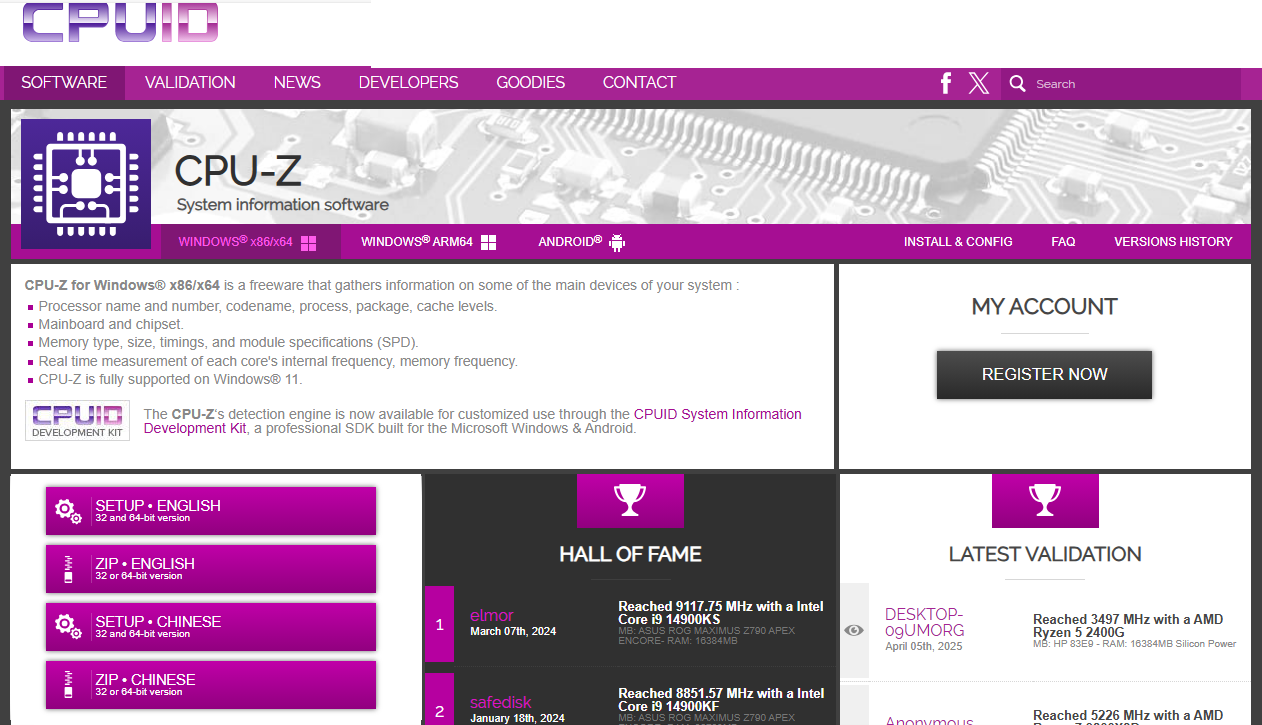 CPUID
SOFTWARE VALIDATION NEWS DEVELOPERS GOODIES CONTACT Search
CPU-Z
System information software
WINDOWS® x86/x64 WINDOWS® ARM64 ANDROID® INSTALL & CONFIG FAQ VERSIONS HISTORY
CPU-Z for Windows® x86/x64 is a freeware that gathers information on some of the main devices of your system :
Processor name and number, codename, process, package, cache levels.
Mainboard and chipset.
Memory type, size, timings, and module specifications (SPD).
Real time measurement of each core's internal frequency, memory frequency.
CPU-Z is fully supported on Windows® 11.
CPUID
DEVELOPMENT KIT
The CPU-Z's detection engine is now available for customized use through the CPUID System Information
Development Kit, a professional SDK built for the Microsoft Windows & Android.
MY ACCOUNT
REGISTER NOW
SETUP • ENGLISH
32 and 64-bit version
ZIP • ENGLISH
32 or 64-bit version
SETUP • CHINESE
32 and 64-bit version
ZIP • CHINESE
32 or 64-bit version
HALL OF FAME
1
elmor
March 07th, 2024
Reached 9117.75 MHz with a Intel
Core i9 14900KS
MB: ASUS ROG MAXIMUS Z790 APEX
ENCORE- RAM: 16384MB
2
safedisk
January 18th, 2024
Reached 8851.57 MHz with a Intel
Core i9 14900KF
MB: ASUS ROG MAXIMUS Z790 APEX
LATEST VALIDATION
DESKTOP-
09UMORG
April 05th, 2025
Reached 3497 MHz with a AMD
Ryzen 5 2400G
MB: HP 83E9 - RAM: 16384MB Silicon Power
Anonymous
Reached 5226 MHz with a AMD